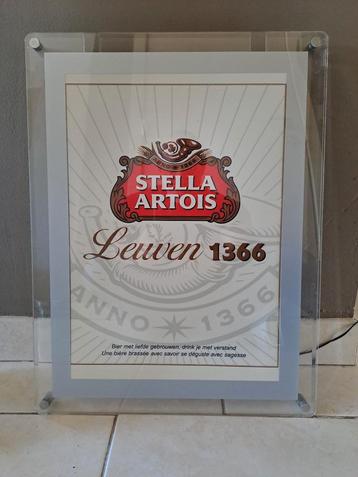 STELLA
ARTOIS
Leuven 1366
ANNO • 1366
Bier met liefde gebrouwen, drink je met verstand
Une bière brassée avec savoir se déguste avec sagesse